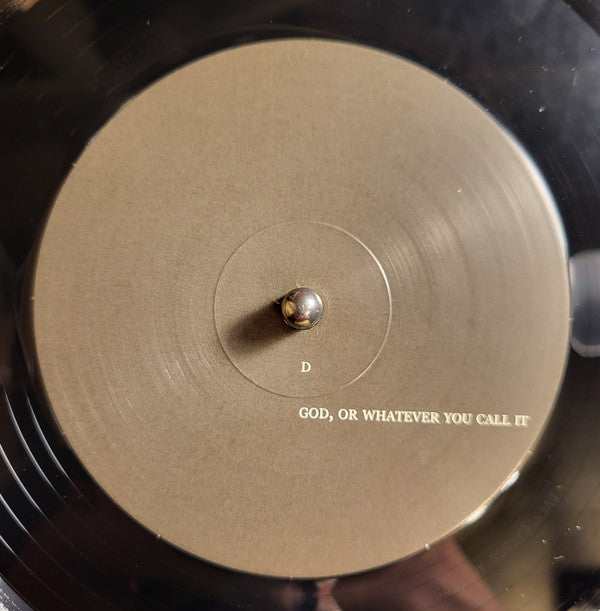 D
GOD, OR WHATEVER YOU CALL IT